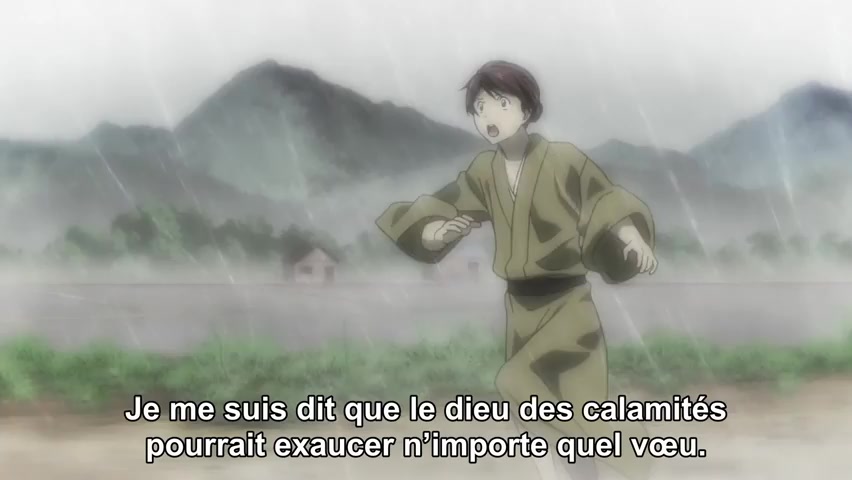 Je me suis dit que le dieu des calamités
pourrait exaucer n’importe quel vœu.